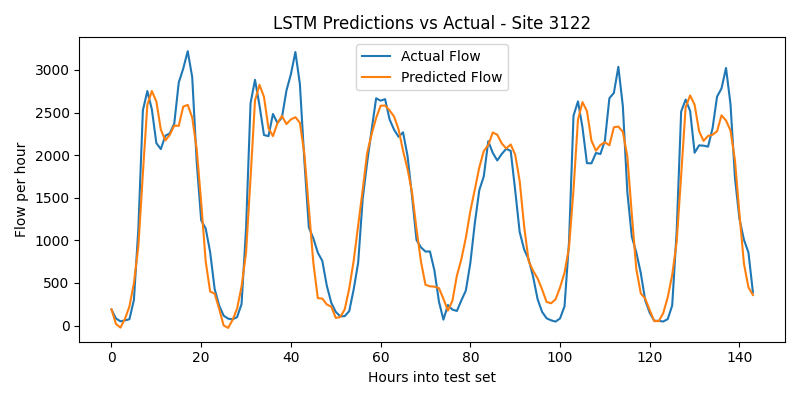 LSTM Predictions vs Actual - Site 3122
Actual Flow
Predicted Flow
Flow per hour
3000
2500
2000
1500
1000
500
0
0 20 40 60 80 100 120 140
Hours into test set